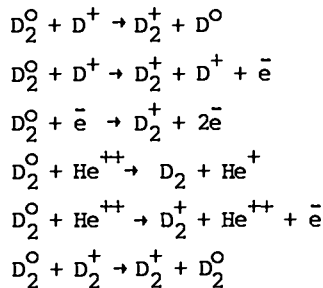 D₂⁰ + D⁺ → D₂⁺ + D⁰
D₂⁰ + D⁺ → D₂⁺ + D⁺ + ē
D₂⁰ + ē → D₂⁺ + 2ē
D₂⁰ + He⁺⁺ → D₂ + He⁺
D₂⁰ + He⁺⁺ → D₂⁺ + He⁺⁺ + ē
D₂⁰ + D₂⁺ → D₂⁺ + D₂⁰